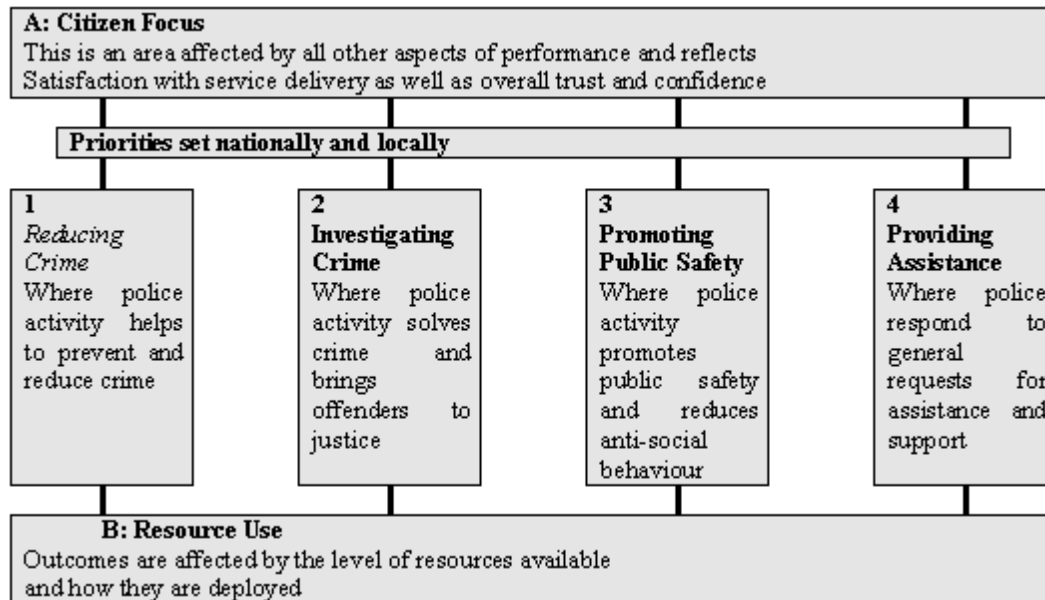 A: Citizen Focus
This is an area affected by all other aspects of performance and reflects
Satisfaction with service delivery as well as overall trust and confidence
Priorities set nationally and locally
1
Reducing
Crime
Where police
activity helps
to prevent and
reduce crime
2
Investigating
Crime
Where police
activity solves
crime and
brings
offenders to
justice
3
Promoting
Public Safety
Where police
activity
promotes
public safety
and reduces
anti-social
behaviour
4
Providing
Assistance
Where police
respond to
general
requests for
assistance and
support
B: Resource Use
Outcomes are affected by the level of resources available
and how they are deployed